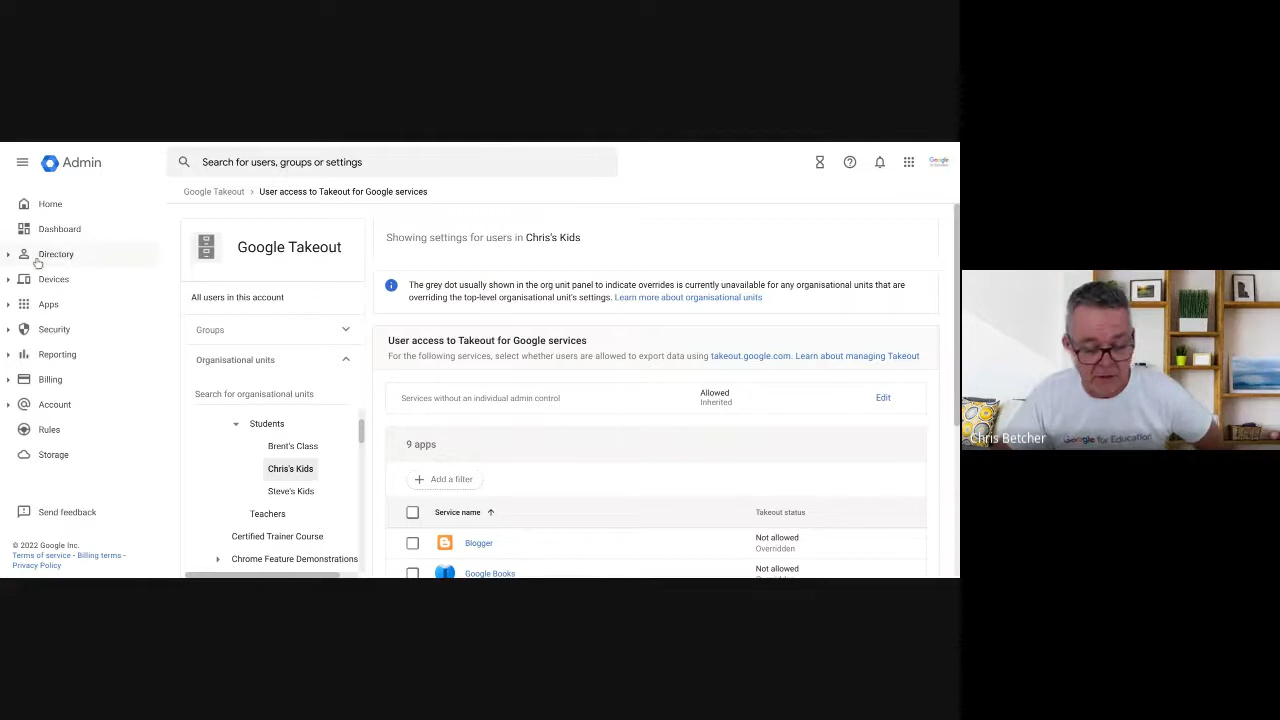 Admin
Search for users, groups or settings
Google
Google Takeout > User access to Takeout for Google services
Home
Dashboard
Directory
Devices
Apps
Security
Reporting
Billing
Account
Rules
Storage
Send feedback
© 2022 Google Inc.
Terms of service - Billing terms -
Privacy Policy
Google Takeout
All users in this account
Groups
Organisational units
Search for organisational units
Students
Brent's Class
Chris's Kids
Steve's Kids
Teachers
Certified Trainer Course
Chrome Feature Demonstrations
Showing settings for users in Chris's Kids
The grey dot usually shown in the org unit panel to indicate overrides is currently unavailable for any organisational units that are
overriding the top-level organisational unit's settings. Learn more about organisational units
User access to Takeout for Google services
For the following services, select whether users are allowed to export data using takeout.google.com. Learn about managing Takeout
Services without an individual admin control
Allowed
Inherited
Edit
9 apps
+ Add a filter
Service name ↑ Takeout status
Blogger
Not allowed
Overridden
Google Books
Not allowed
Chris Betcher
Google for Education